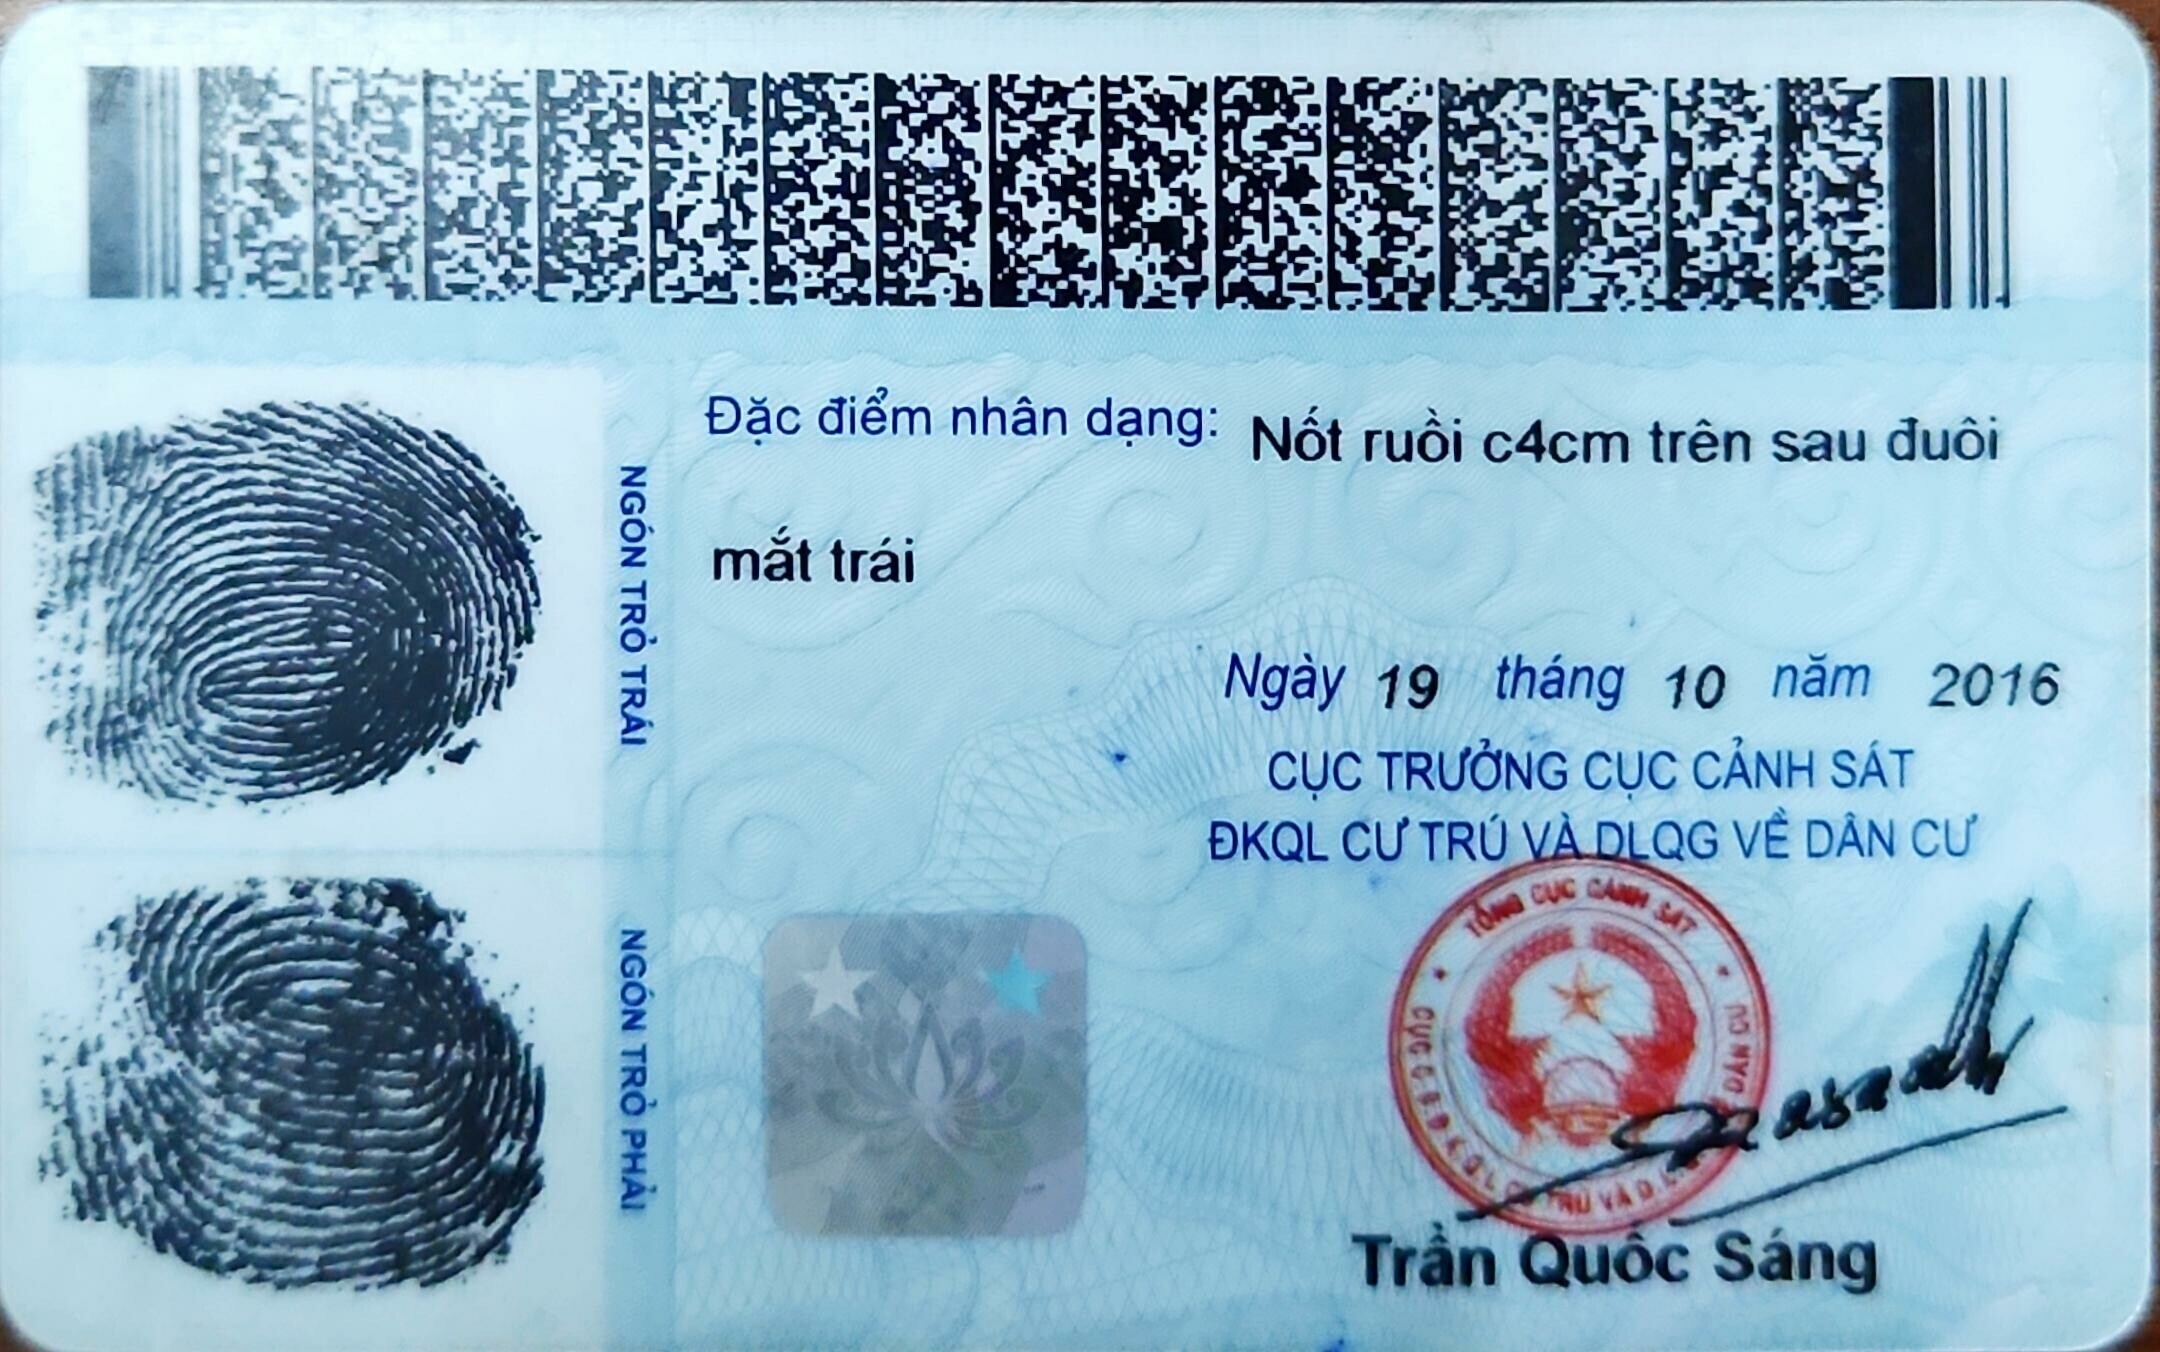 Đặc điểm nhân dạng: Nốt ruồi c4cm trên sau đuôi
mắt trái
NGÓN TRỎ TRÁI
NGÓN TRỎ PHẢI
Ngày 19 tháng 10 năm 2016
CỤC TRƯỞNG CỤC CẢNH SÁT
ĐKQL CƯ TRÚ VÀ DLQG VỀ DÂN CƯ
TỔNG CỤC CẢNH SÁT
Trần Quốc Sáng